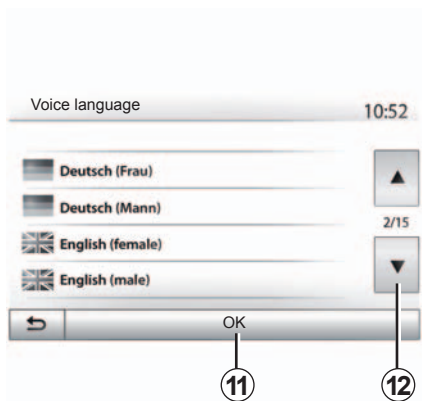 Voice language
10:52
Deutsch (Frau)
Deutsch (Mann)
2/15
English (female)
English (male)
OK
11
12